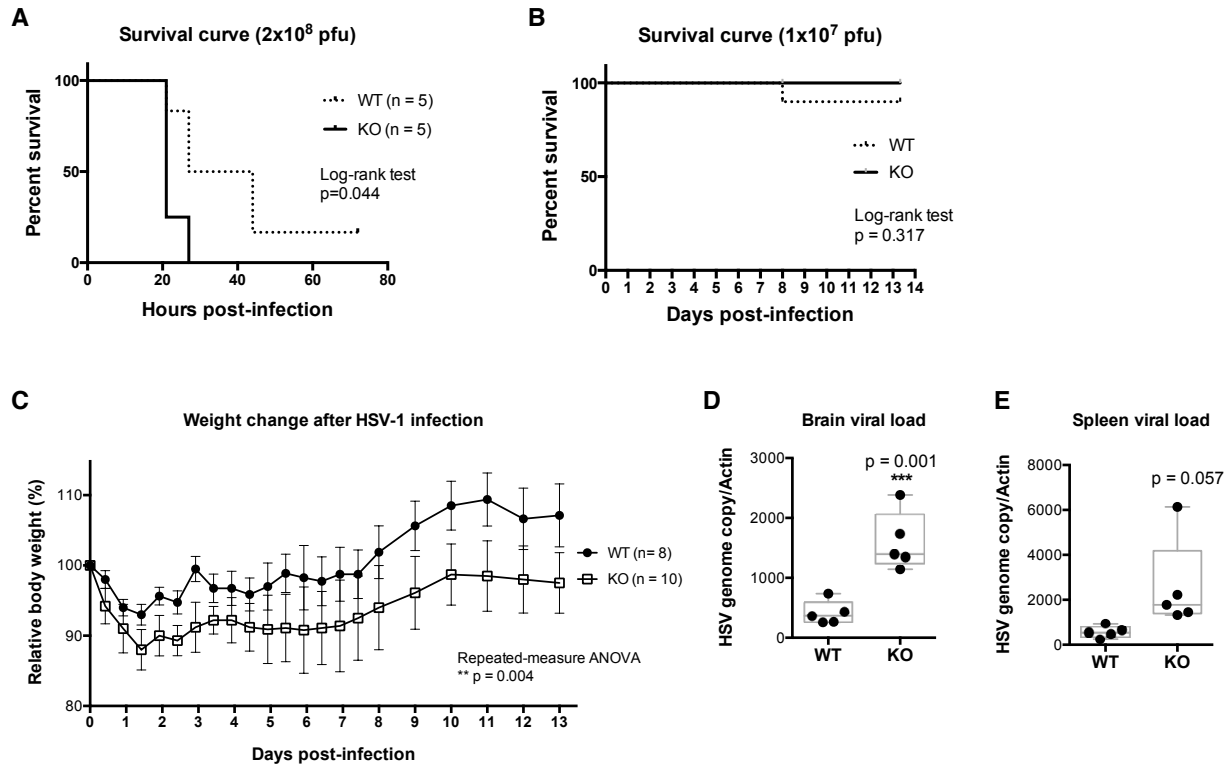 A
Survival curve (2x10⁸ pfu)
Percent survival
100
50
0
0 20 40 60 80
Hours post-infection
WT (n = 5)
KO (n = 5)
Log-rank test
p=0.044
B
Survival curve (1x10⁷ pfu)
Percent survival
100
50
0
0 1 2 3 4 5 6 7 8 9 10 11 12 13 14
Days post-infection
WT
KO
Log-rank test
p = 0.317
C
Weight change after HSV-1 infection
Relative body weight (%)
110
100
90
80
0 1 2 3 4 5 6 7 8 9 10 11 12 13
Days post-infection
WT (n= 8)
KO (n = 10)
Repeated-measure ANOVA
** p = 0.004
D
Brain viral load
HSV genome copy/Actin
3000
2000
1000
0
p = 0.001
***
WT KO
E
Spleen viral load
HSV genome copy/Actin
8000
6000
4000
2000
0
p = 0.057
WT KO